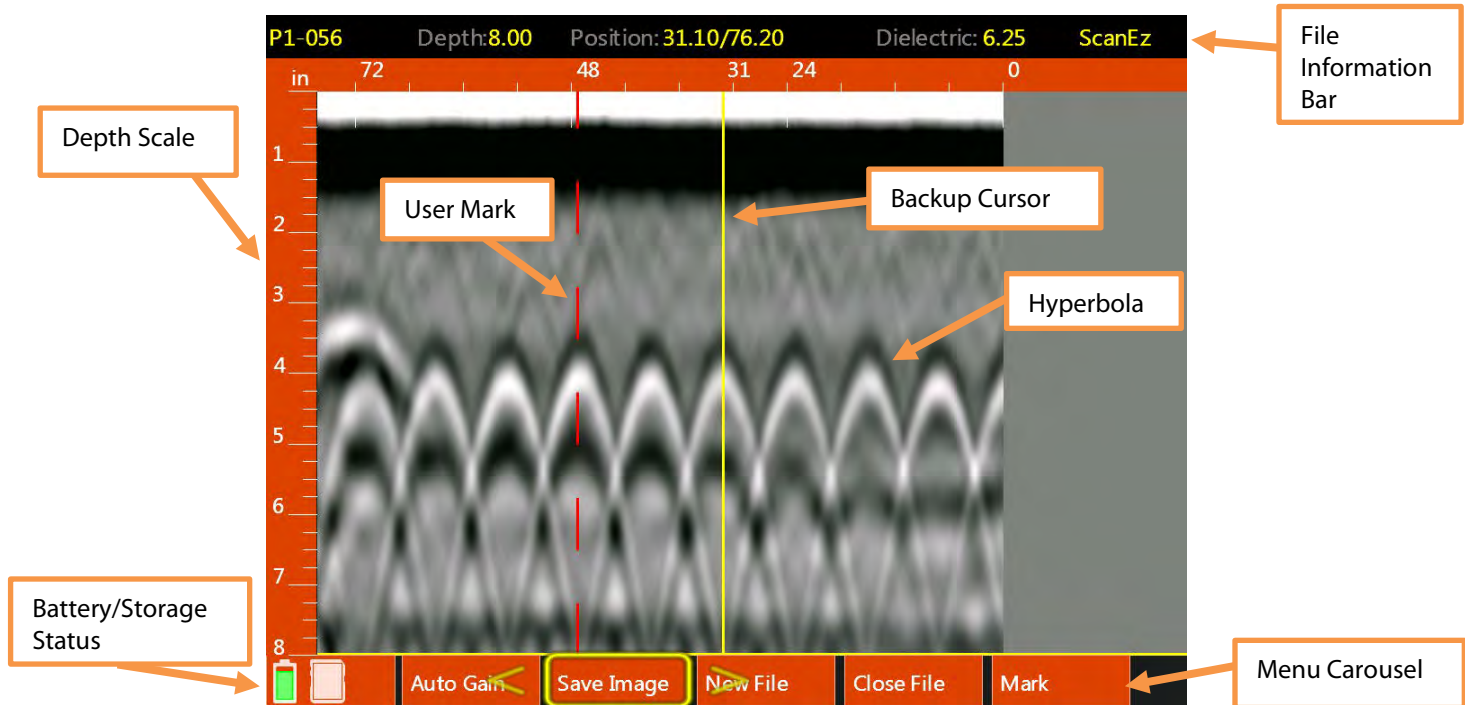 P1-056 Depth:8.00 Position:31.10/76.20 Dielectric: 6.25 ScanEz
File
Information
Bar
in 72 48 31 24 0
Depth Scale
1
2
3
4
5
6
7
8
User Mark
Backup Cursor
Hyperbola
Battery/Storage
Status
Auto Gain < Save Image > New File Close File Mark
Menu Carousel